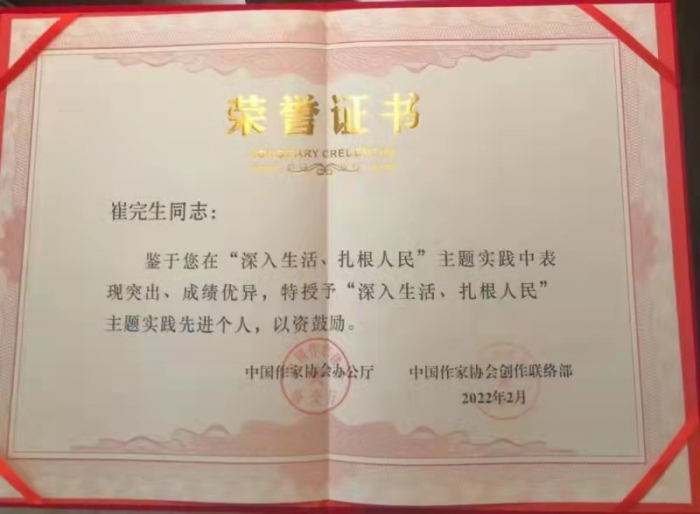 荣誉证书
HONORARY CREDENTIAL
崔完生同志：
鉴于您在“深入生活、扎根人民”主题实践中表
现突出、成绩优异，特授予“深入生活、扎根人民”
主题实践先进个人，以资鼓励。
中国作家协会办公厅 中国作家协会创作联络部
2022年2月